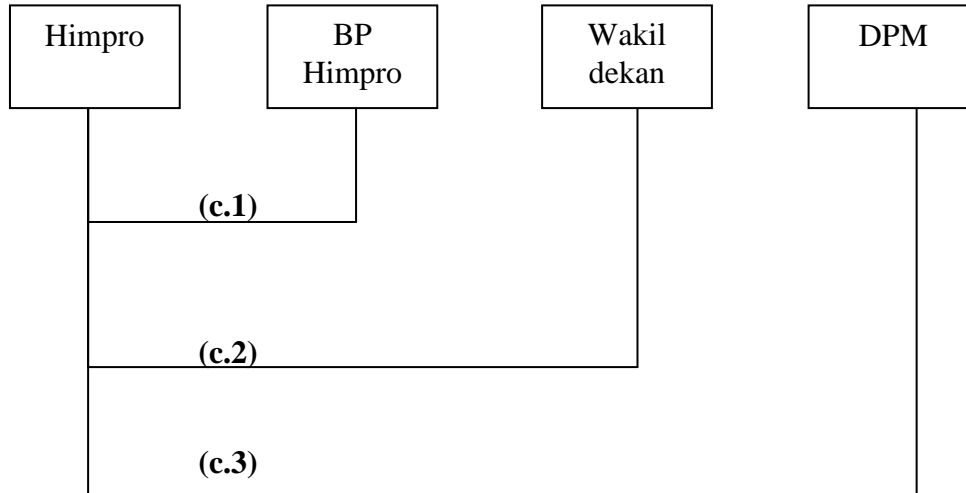 Himpro
BP
Himpro
Wakil
dekan
DPM
(c.1)
(c.2)
(c.3)